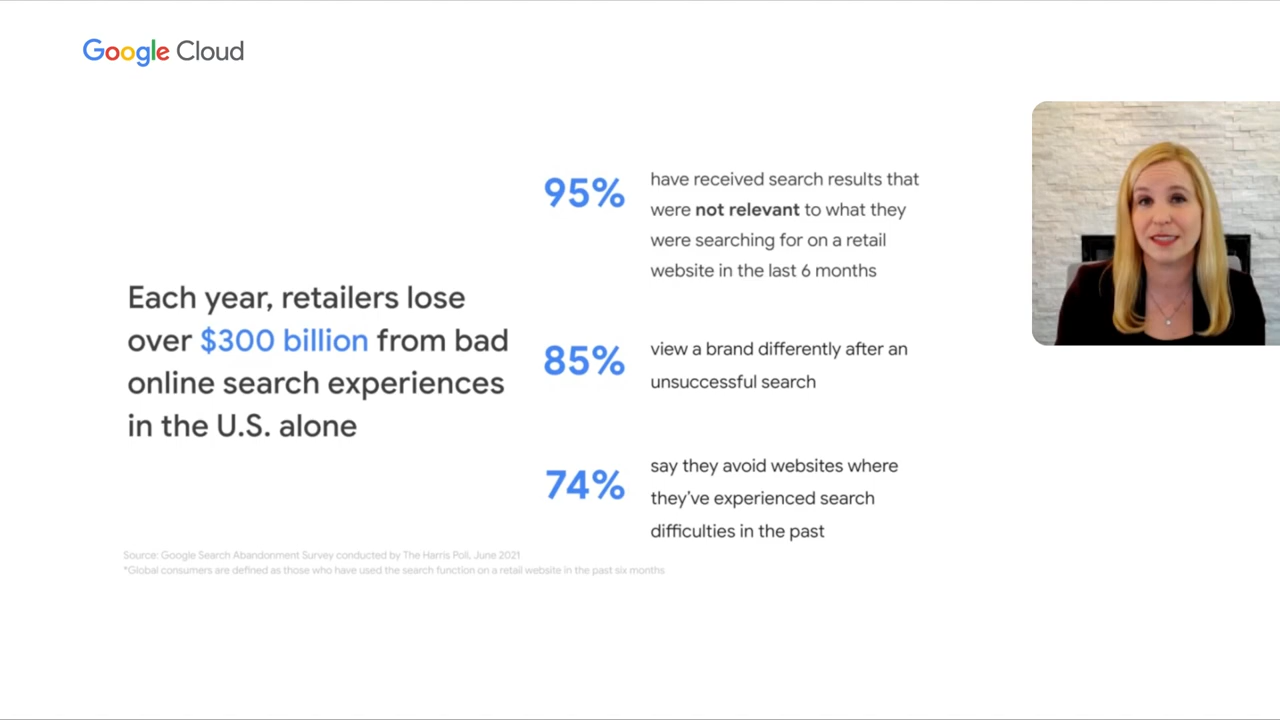 Google Cloud
Each year, retailers lose
over $300 billion from bad
online search experiences
in the U.S. alone
95%
have received search results that
were not relevant to what they
were searching for on a retail
website in the last 6 months
85%
view a brand differently after an
unsuccessful search
74%
say they avoid websites where
they've experienced search
difficulties in the past
Source: Google Search Abandonment Survey conducted by The Harris Poll, June 2021
*Global consumers are defined as those who have used the search function on a retail website in the past six months